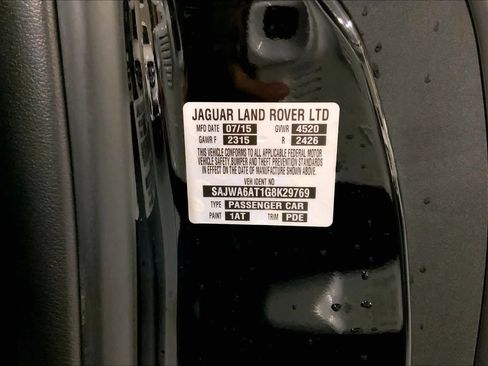 JAGUAR LAND ROVER LTD
MFD DATE 07/15 GVWR 4520
GAWR F 2315 R 2426
THIS VEHICLE CONFORMS TO ALL APPLICABLE FEDERAL MOTOR
VEHICLE SAFETY, BUMPER AND THEFT PREVENTION STANDARDS
IN EFFECT ON THE DATE OF MANUFACTURE SHOWN ABOVE.
VEH IDENT NO
SAJWA6AT1G8K29769
TYPE PASSENGER CAR
PAINT 1AT TRIM PDE